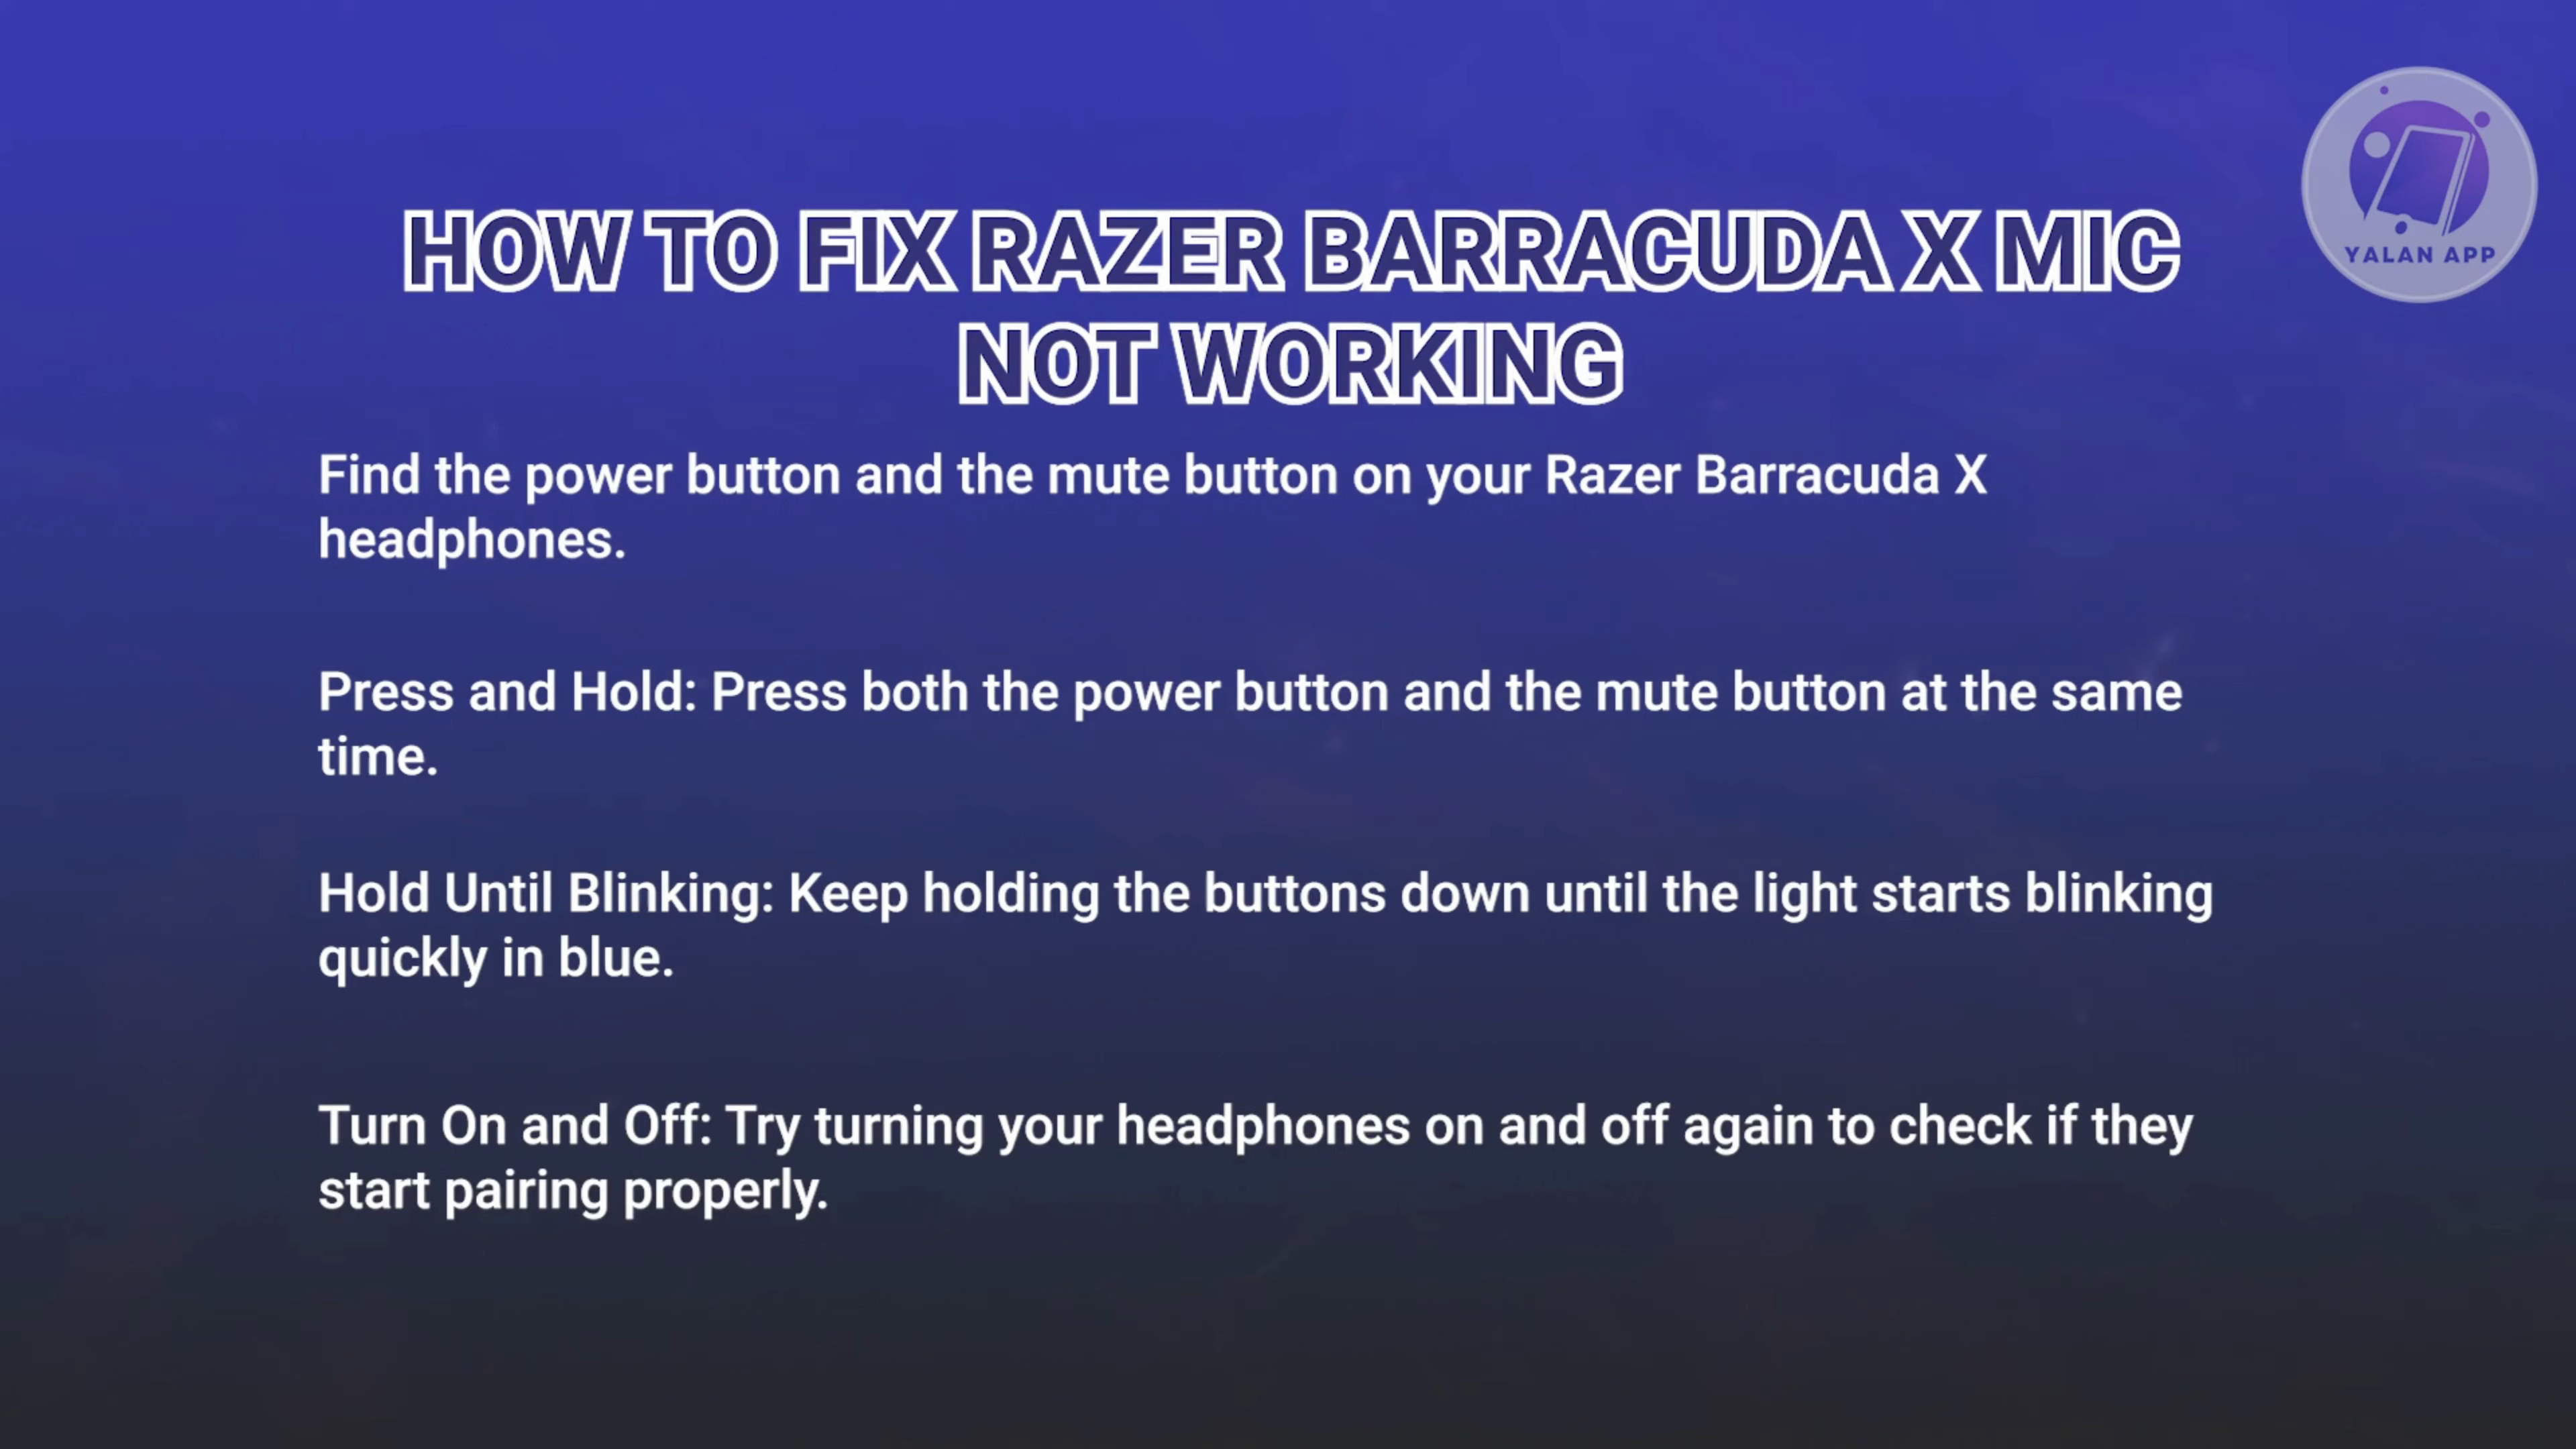 YALAN APP
HOW TO FIX RAZER BARRACUDA X MIC
NOT WORKING
Find the power button and the mute button on your Razer Barracuda X
headphones.
Press and Hold: Press both the power button and the mute button at the same
time.
Hold Until Blinking: Keep holding the buttons down until the light starts blinking
quickly in blue.
Turn On and Off: Try turning your headphones on and off again to check if they
start pairing properly.